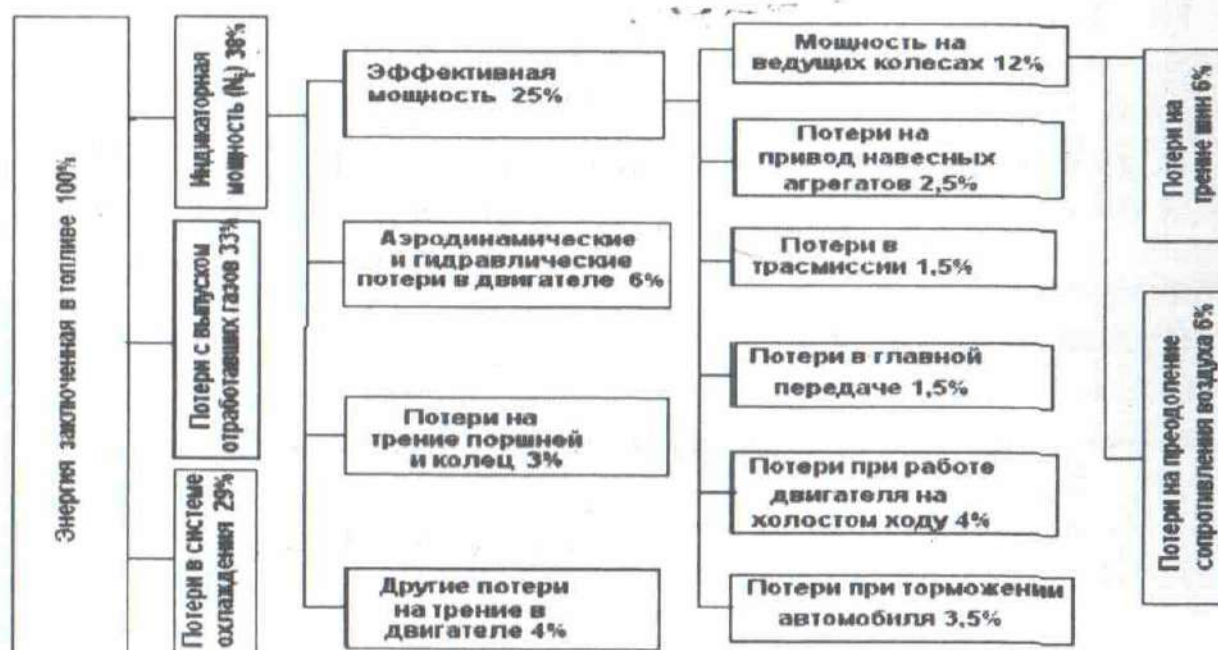 Энергия заключенная в топливе 100%
Индикаторная
мощность (Ni) 38%
Потери с выпуском
отработавших газов 33%
Потери в системе
охлаждения 29%
Эффективная
мощность 25%
Аэродинамические
и гидравлические
потери в двигателе 6%
Потери на
трение поршней
и колец 3%
Другие потери
на трение в
двигателе 4%
Мощность на
ведущих колесах 12%
Потери на
привод навесных
агрегатов 2,5%
Потери в
трасмиссии 1,5%
Потери в главной
передаче 1,5%
Потери при работе
двигателя на
холостом ходу 4%
Потери при торможении
автомобиля 3,5%
Потери на
трение шин 6%
Потери на преодоление
сопротивления воздуха 6%